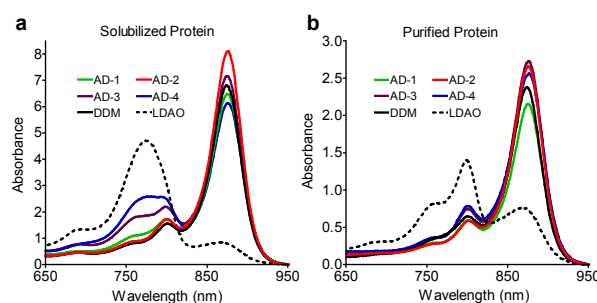 a Solubilized Protein
Absorbance
8
7
6
5
4
3
2
1
0
AD-1 AD-2
AD-3 AD-4
DDM LDAO
650 750 850 950
Wavelength (nm)
b Purified Protein
Absorbance
3.0
2.5
2.0
1.5
1.0
0.5
0.0
AD-1 AD-2
AD-3 AD-4
DDM LDAO
650 750 850 950
Wavelength (nm)